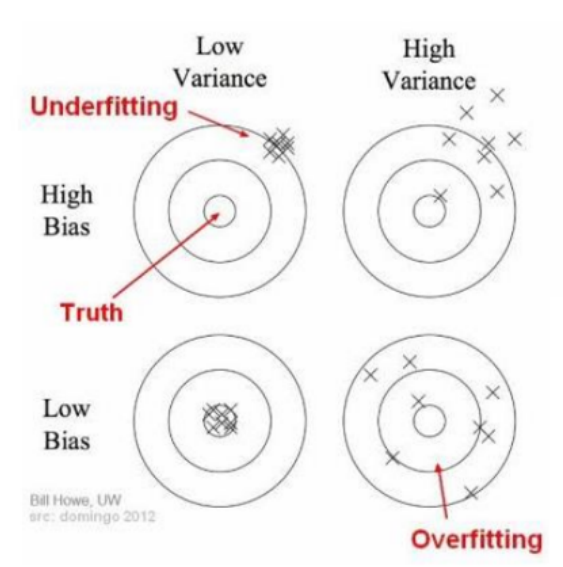 Low
Variance
High
Variance
Underfitting
High
Bias
Truth
Low
Bias
Bill Howe, UW
src: domingo 2012
Overfitting